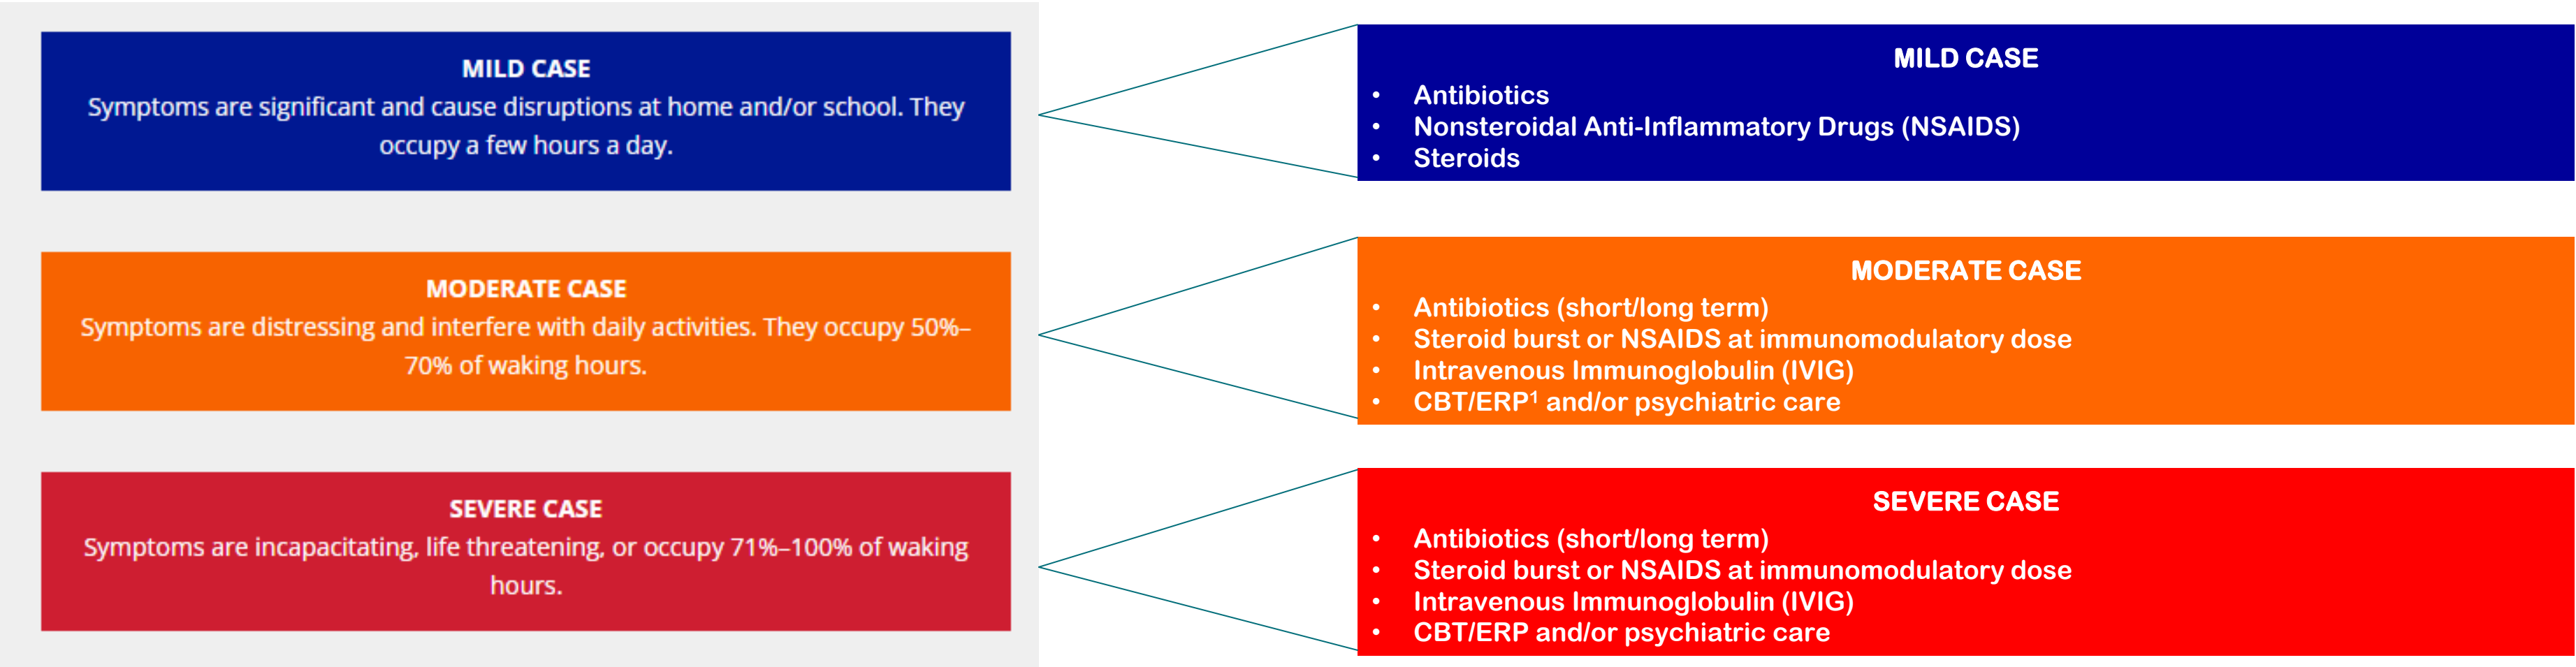 MILD CASE
Symptoms are significant and cause disruptions at home and/or school. They
occupy a few hours a day.
MILD CASE
• Antibiotics
• Nonsteroidal Anti-Inflammatory Drugs (NSAIDS)
• Steroids
MODERATE CASE
Symptoms are distressing and interfere with daily activities. They occupy 50%–
70% of waking hours.
MODERATE CASE
• Antibiotics (short/long term)
• Steroid burst or NSAIDS at immunomodulatory dose
• Intravenous Immunoglobulin (IVIG)
• CBT/ERP¹ and/or psychiatric care
SEVERE CASE
Symptoms are incapacitating, life threatening, or occupy 71%–100% of waking
hours.
SEVERE CASE
• Antibiotics (short/long term)
• Steroid burst or NSAIDS at immunomodulatory dose
• Intravenous Immunoglobulin (IVIG)
• CBT/ERP and/or psychiatric care